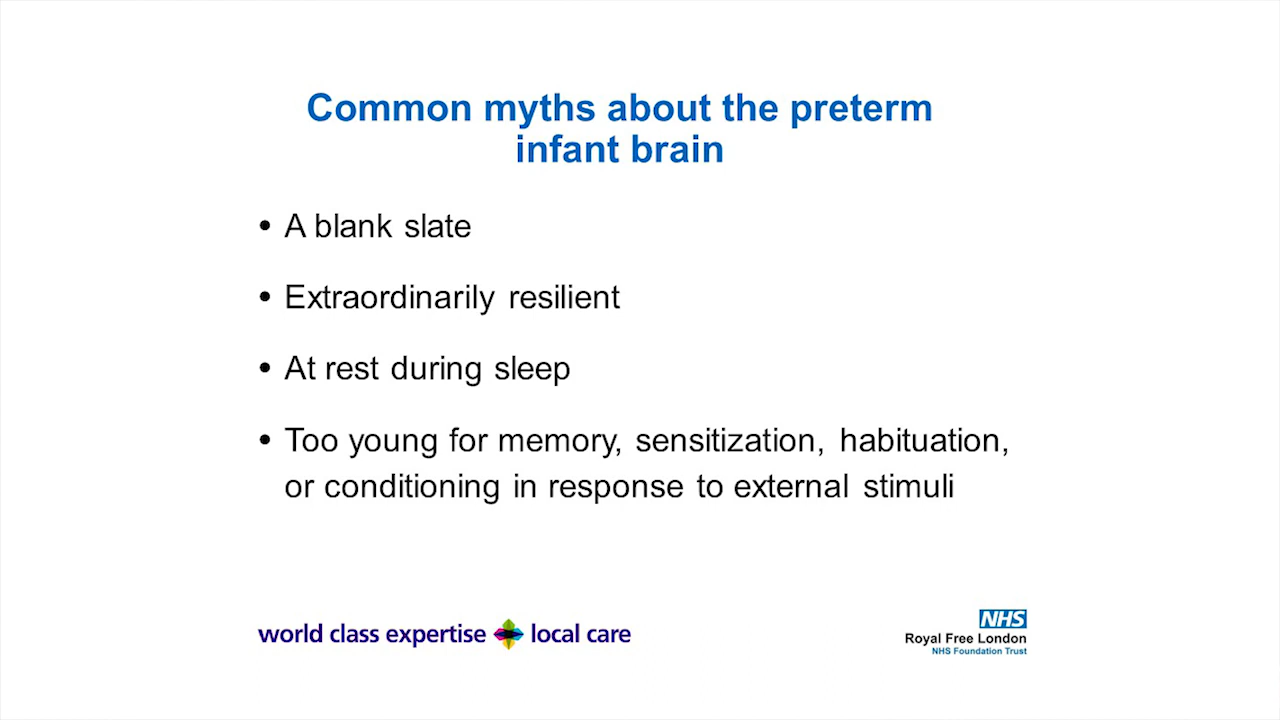 Common myths about the preterm
infant brain
• A blank slate
• Extraordinarily resilient
• At rest during sleep
• Too young for memory, sensitization, habituation,
or conditioning in response to external stimuli
world class expertise local care
NHS
Royal Free London
NHS Foundation Trust